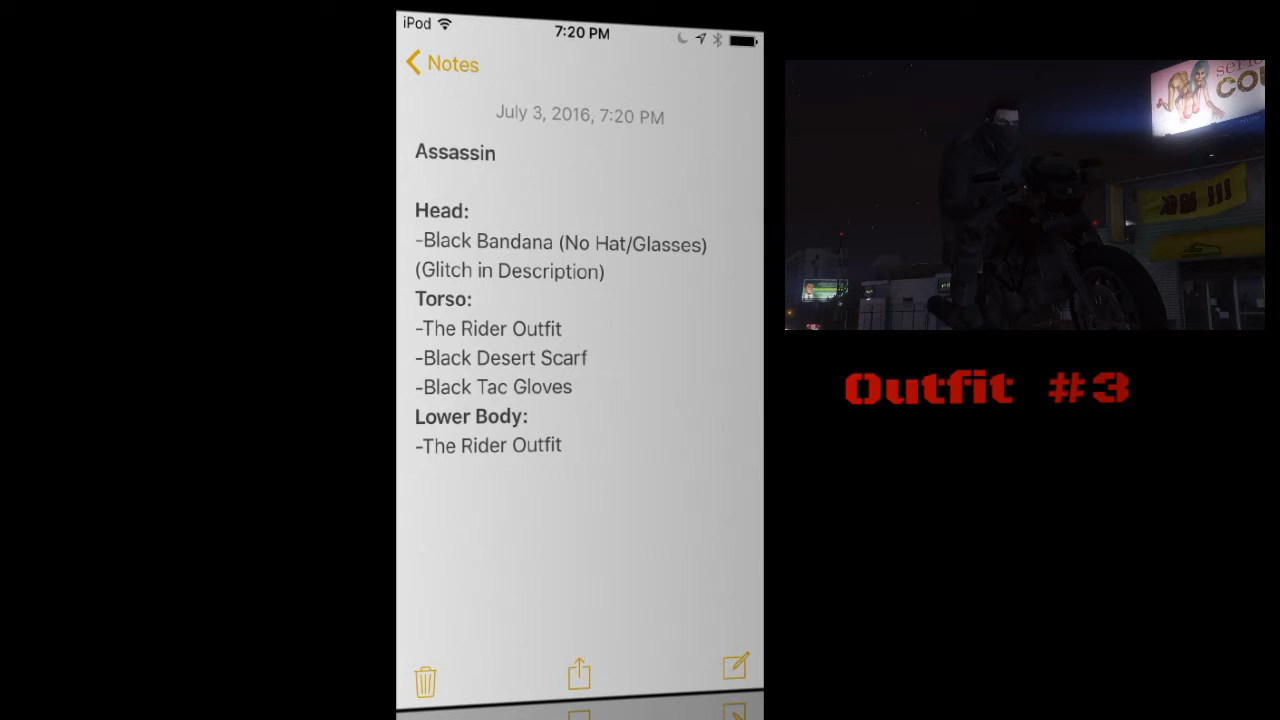 iPod
7:20 PM
Notes
July 3, 2016, 7:20 PM
Assassin
Head:
-Black Bandana (No Hat/Glasses)
(Glitch in Description)
Torso:
-The Rider Outfit
-Black Desert Scarf
-Black Tac Gloves
Lower Body:
-The Rider Outfit
Outfit #3